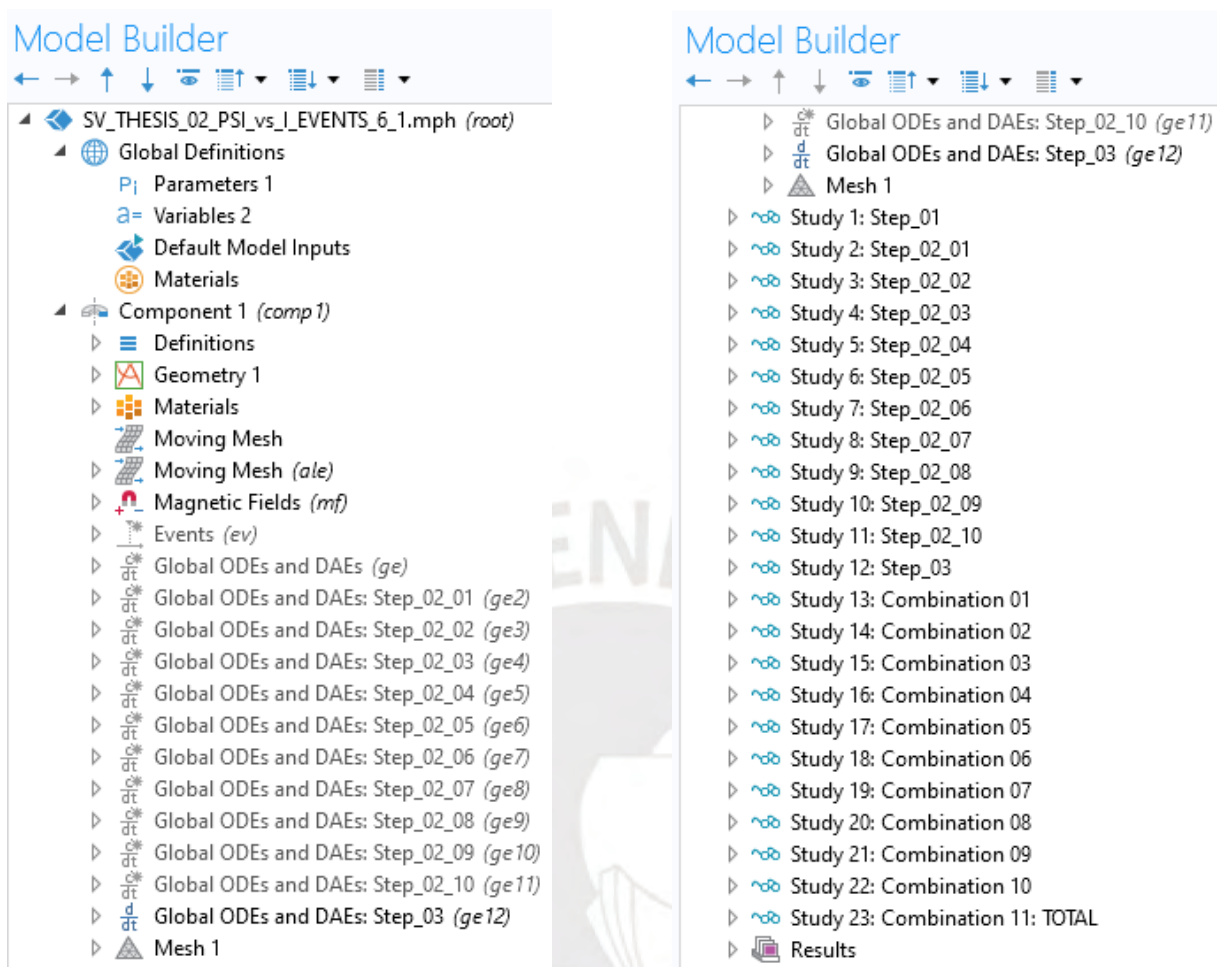 Model Builder
SV_THESIS_02_PSI_vs_I_EVENTS_6_1.mph (root)
Global Definitions
Pi Parameters 1
a= Variables 2
Default Model Inputs
Materials
Component 1 (comp1)
Definitions
Geometry 1
Materials
Moving Mesh
Moving Mesh (ale)
Magnetic Fields (mf)
Events (ev)
Global ODEs and DAEs (ge)
Global ODEs and DAEs: Step_02_01 (ge2)
Global ODEs and DAEs: Step_02_02 (ge3)
Global ODEs and DAEs: Step_02_03 (ge4)
Global ODEs and DAEs: Step_02_04 (ge5)
Global ODEs and DAEs: Step_02_05 (ge6)
Global ODEs and DAEs: Step_02_06 (ge7)
Global ODEs and DAEs: Step_02_07 (ge8)
Global ODEs and DAEs: Step_02_08 (ge9)
Global ODEs and DAEs: Step_02_09 (ge10)
Global ODEs and DAEs: Step_02_10 (ge11)
Global ODEs and DAEs: Step_03 (ge12)
Mesh 1
Model Builder
Global ODEs and DAEs: Step_02_10 (ge11)
Global ODEs and DAEs: Step_03 (ge12)
Mesh 1
Study 1: Step_01
Study 2: Step_02_01
Study 3: Step_02_02
Study 4: Step_02_03
Study 5: Step_02_04
Study 6: Step_02_05
Study 7: Step_02_06
Study 8: Step_02_07
Study 9: Step_02_08
Study 10: Step_02_09
Study 11: Step_02_10
Study 12: Step_03
Study 13: Combination 01
Study 14: Combination 02
Study 15: Combination 03
Study 16: Combination 04
Study 17: Combination 05
Study 18: Combination 06
Study 19: Combination 07
Study 20: Combination 08
Study 21: Combination 09
Study 22: Combination 10
Study 23: Combination 11: TOTAL
Results